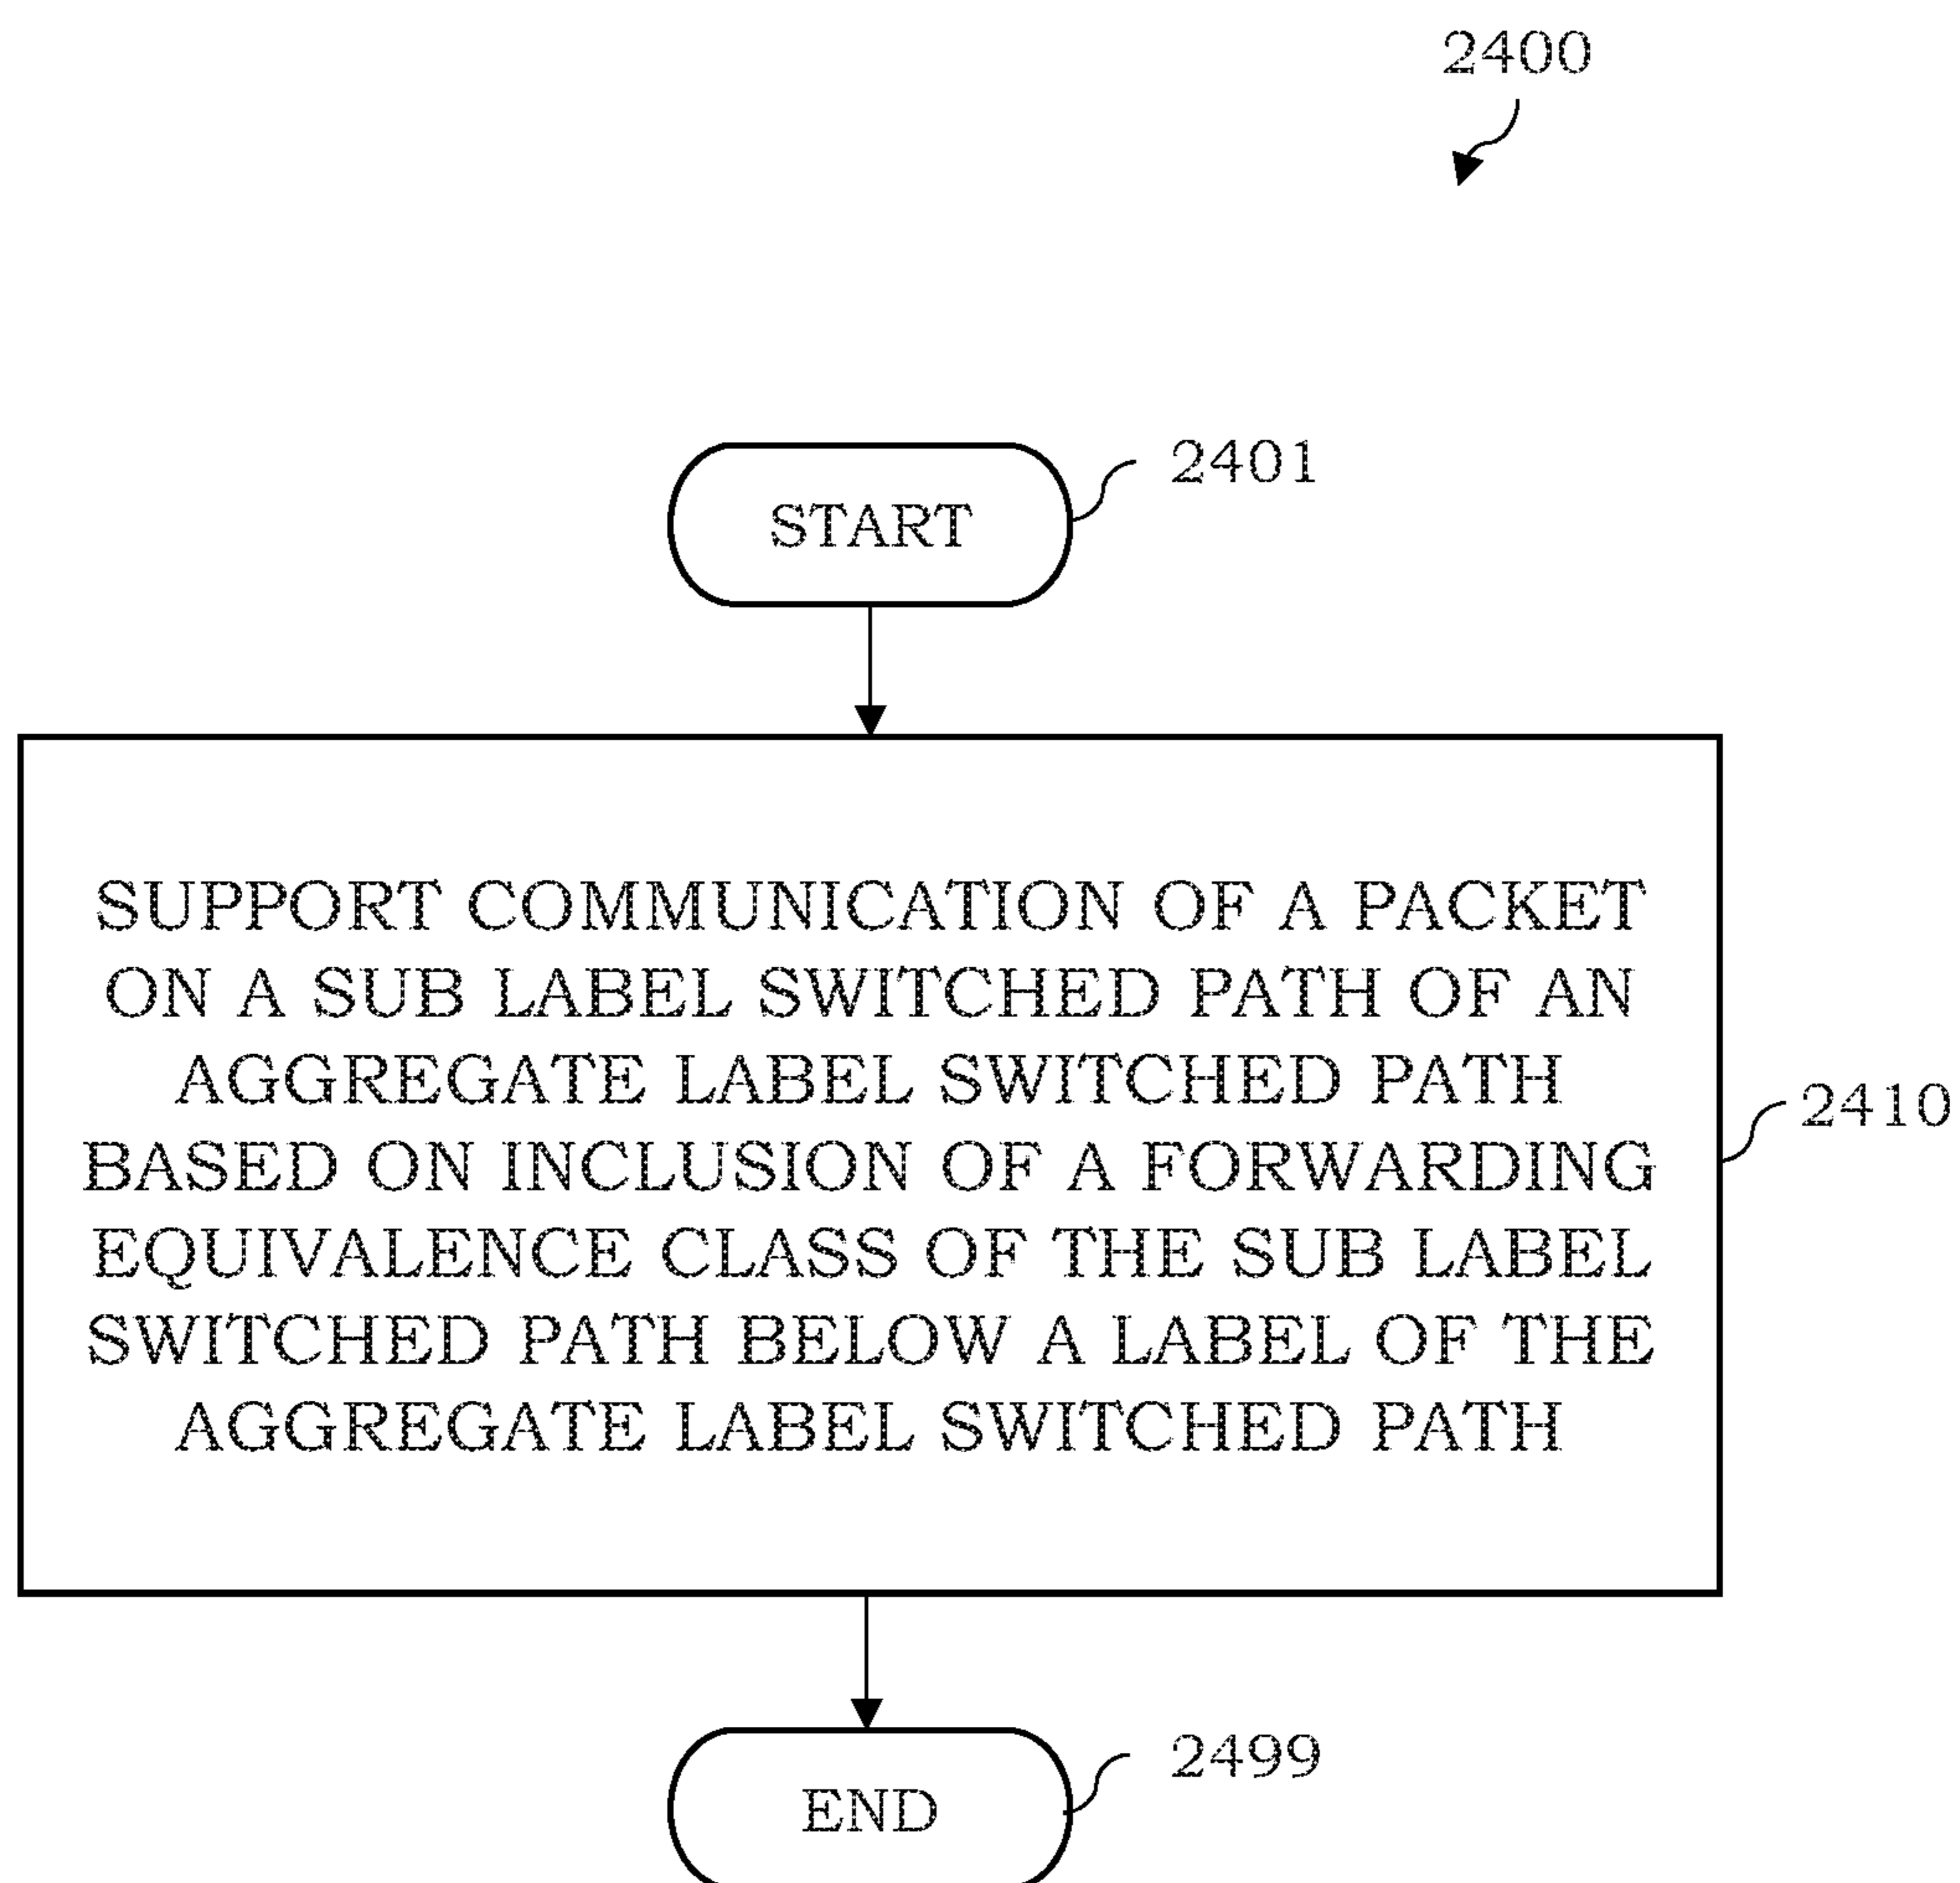 2400
2401
START
SUPPORT COMMUNICATION OF A PACKET
ON A SUB LABEL SWITCHED PATH OF AN
AGGREGATE LABEL SWITCHED PATH
BASED ON INCLUSION OF A FORWARDING
EQUIVALENCE CLASS OF THE SUB LABEL
SWITCHED PATH BELOW A LABEL OF THE
AGGREGATE LABEL SWITCHED PATH
2410
2499
END